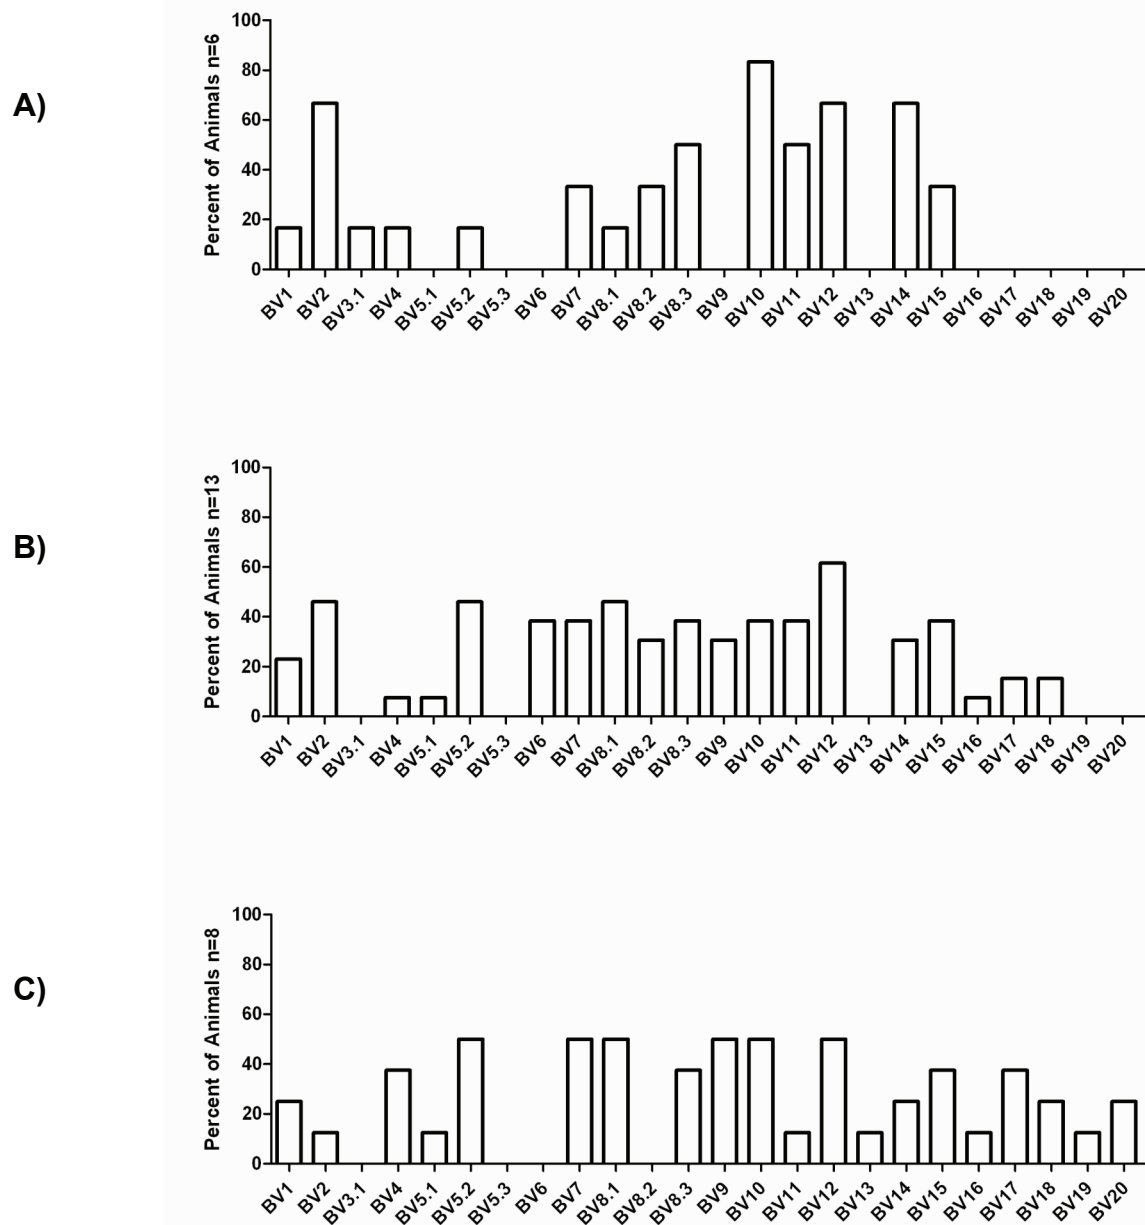 A)
Percent of Animals n=6
100
80
60
40
20
0
BV1 BV2 BV3.1 BV4 BV5.1 BV5.2 BV5.3 BV6 BV7 BV8.1 BV8.2 BV8.3 BV9 BV10 BV11 BV12 BV13 BV14 BV15 BV16 BV17 BV18 BV19 BV20
B)
Percent of Animals n=13
100
80
60
40
20
0
BV1 BV2 BV3.1 BV4 BV5.1 BV5.2 BV5.3 BV6 BV7 BV8.1 BV8.2 BV8.3 BV9 BV10 BV11 BV12 BV13 BV14 BV15 BV16 BV17 BV18 BV19 BV20
C)
Percent of Animals n=8
100
80
60
40
20
0
BV1 BV2 BV3.1 BV4 BV5.1 BV5.2 BV5.3 BV6 BV7 BV8.1 BV8.2 BV8.3 BV9 BV10 BV11 BV12 BV13 BV14 BV15 BV16 BV17 BV18 BV19 BV20